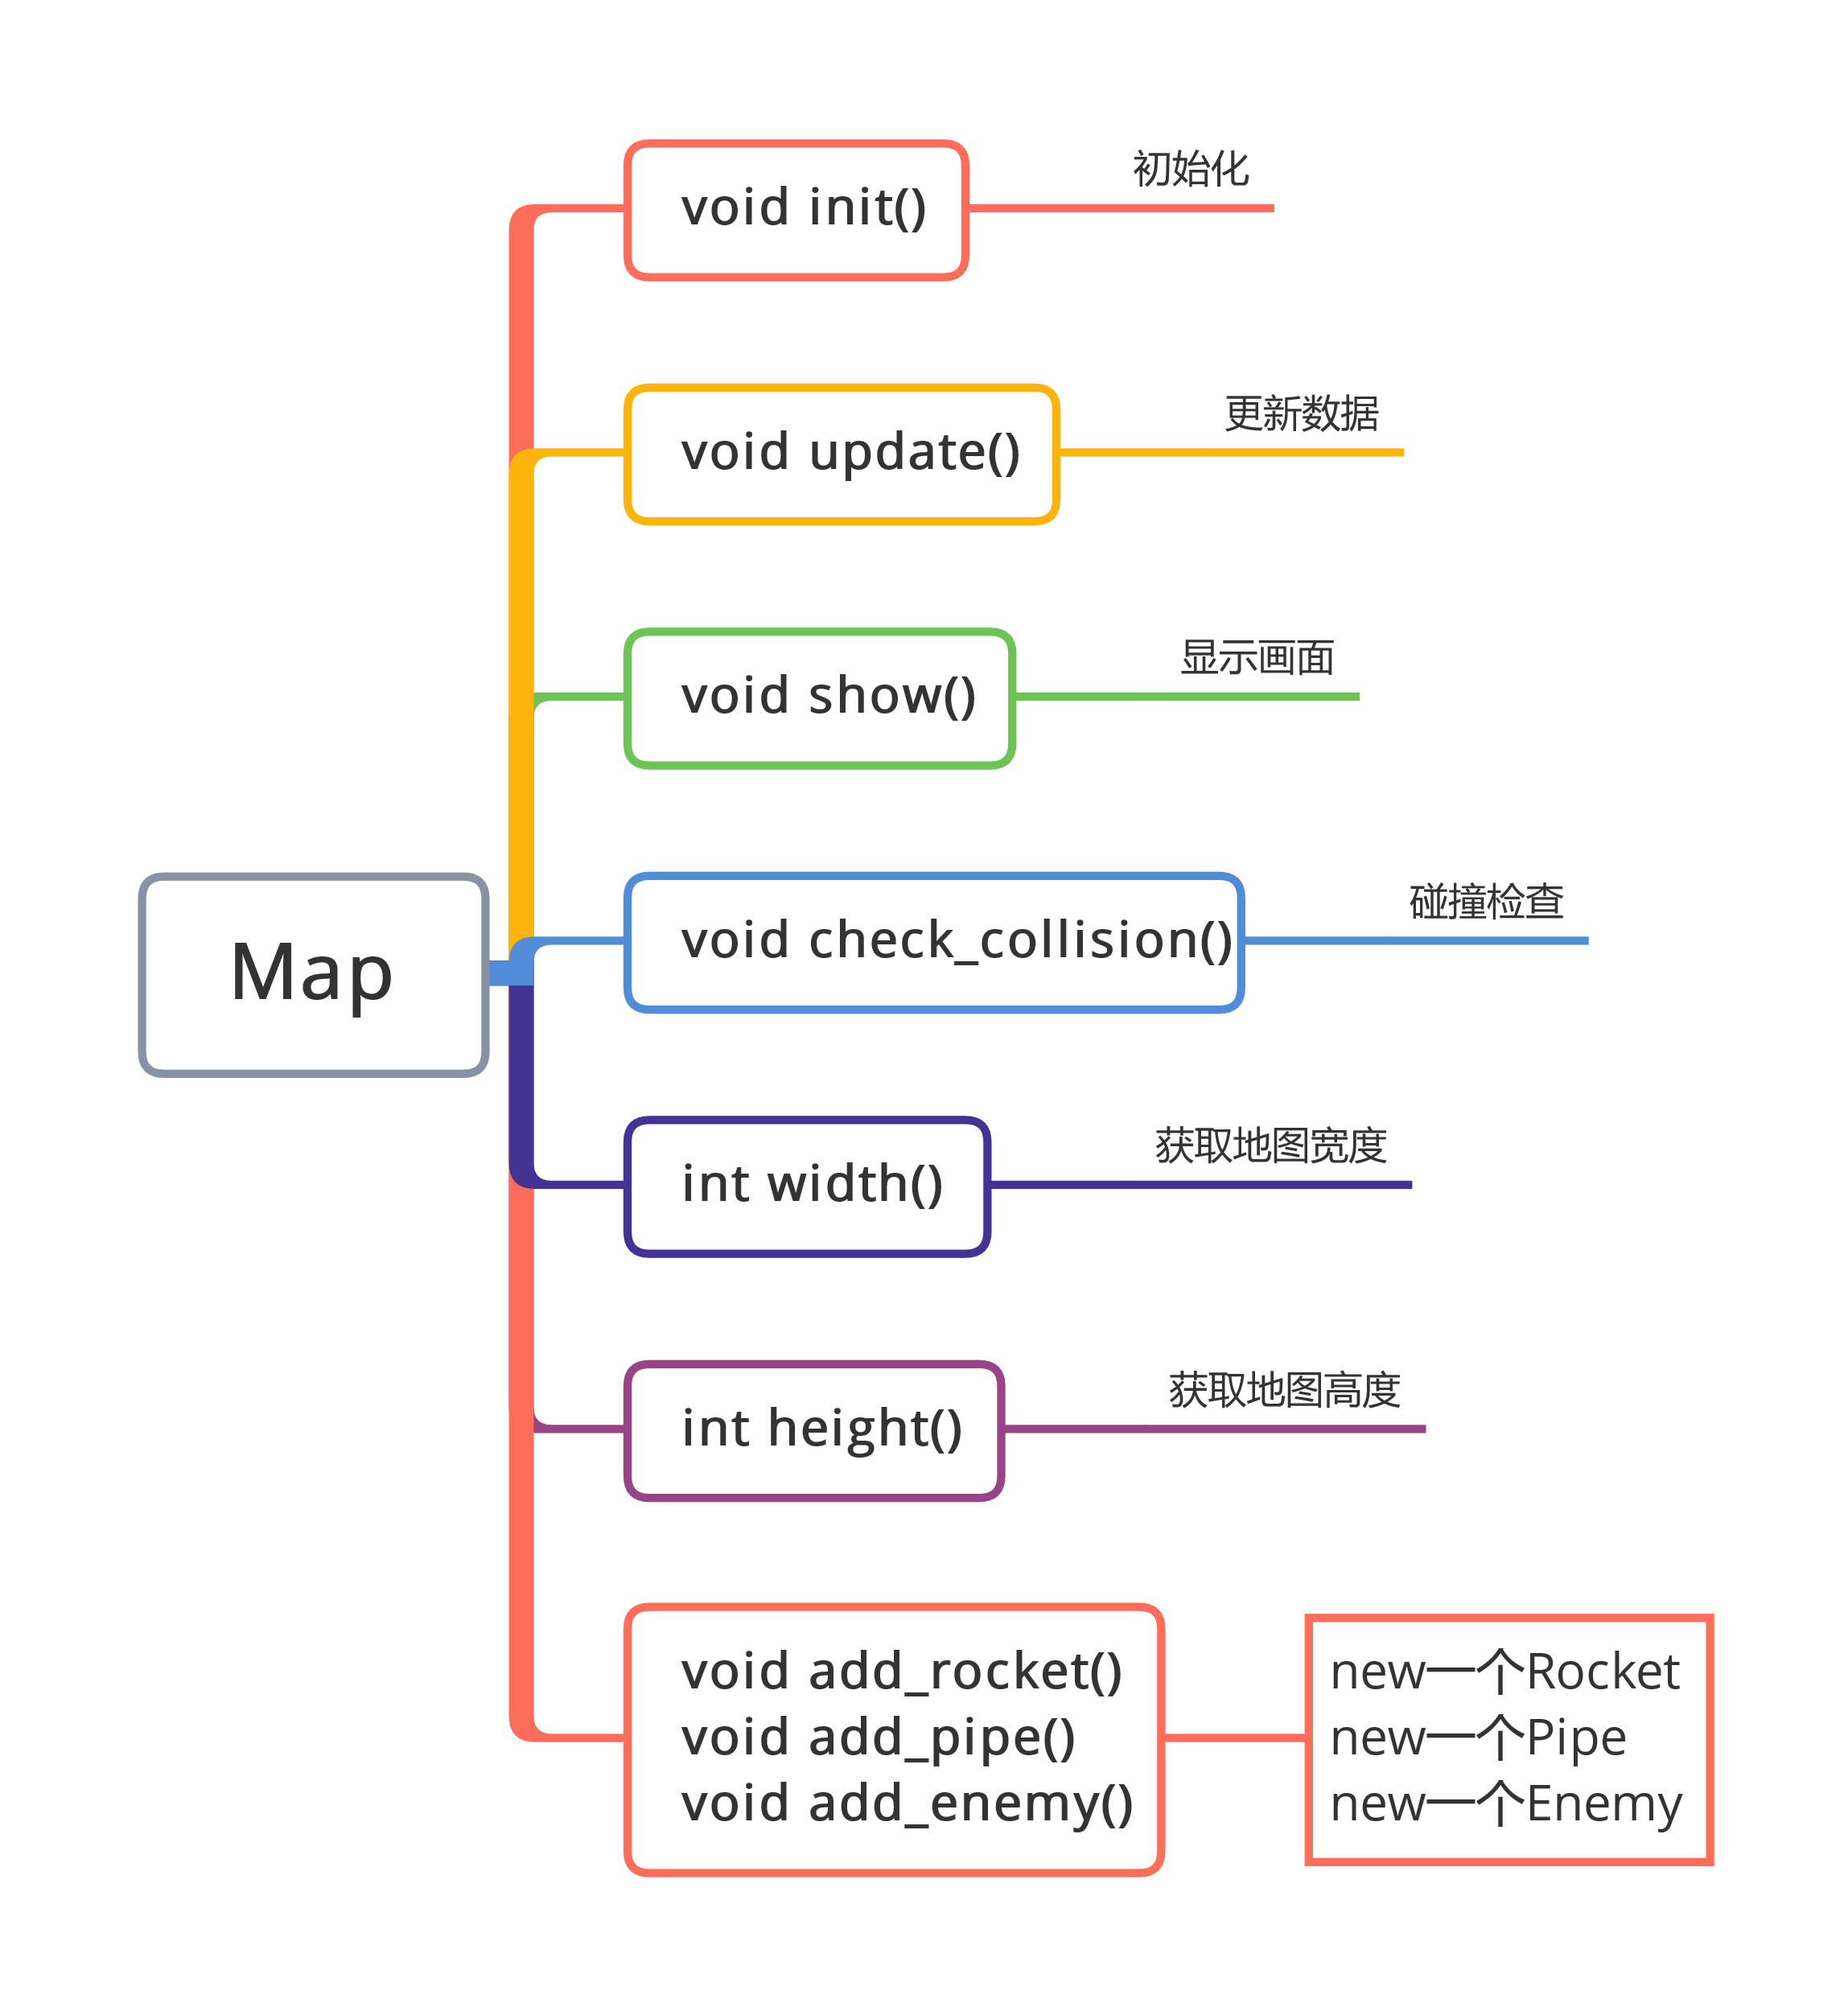 Map
void init()
初始化
void update()
更新数据
void show()
显示画面
void check_collision()
碰撞检查
int width()
获取地图宽度
int height()
获取地图高度
void add_rocket()
void add_pipe()
void add_enemy()
new一个Rocket
new一个Pipe
new一个Enemy